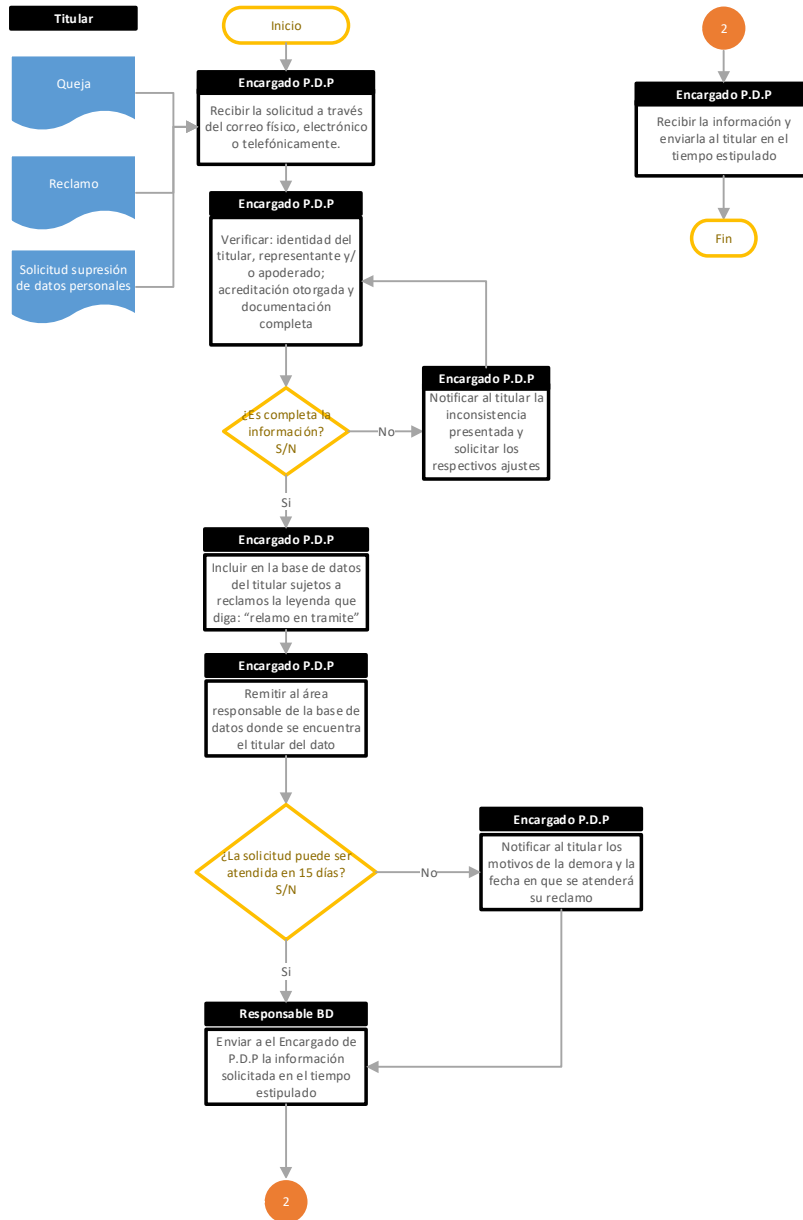 Titular
Queja
Reclamo
Solicitud supresión
de datos personales
Inicio
Encargado P.D.P
Recibir la solicitud a través
del correo físico, electrónico
o telefónicamente.
Encargado P.D.P
Verificar: identidad del
titular, representante y/
o apoderado;
acreditación otorgada y
documentación
completa
¿Es completa la
información?
S/N
No
Encargado P.D.P
Notificar al titular la
inconsistencia
presentada y
solicitar los
respectivos ajustes
Si
Encargado P.D.P
Incluir en la base de datos
del titular sujetos a
reclamos la leyenda que
diga: “relamo en tramite”
Encargado P.D.P
Remitir al área
responsable de la base de
datos donde se encuentra
el titular del dato
¿La solicitud puede ser
atendida en 15 días?
S/N
No
Encargado P.D.P
Notificar al titular los
motivos de la demora y la
fecha en que se atenderá
su reclamo
Si
Responsable BD
Enviar a el Encargado de
P.D.P la información
solicitada en el tiempo
estipulado
2
2
Encargado P.D.P
Recibir la información y
enviarla al titular en el
tiempo estipulado
Fin